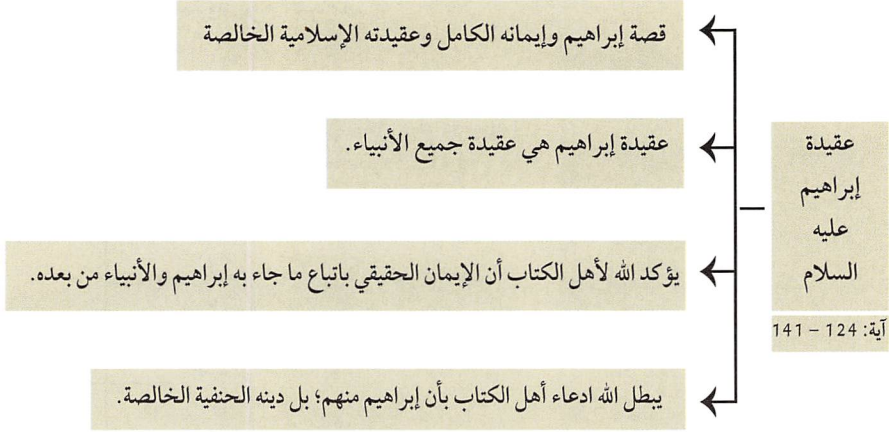 عقيدة
إبراهيم
عليه
السلام
آية: 124 – 141
قصة إبراهيم وإيمانه الكامل وعقيدته الإسلامية الخالصة
عقيدة إبراهيم هي عقيدة جميع الأنبياء.
يؤكد الله لأهل الكتاب أن الإيمان الحقيقي باتباع ما جاء به إبراهيم والأنبياء من بعده.
يبطل الله ادعاء أهل الكتاب بأن إبراهيم منهم؛ بل دينه الحنفية الخالصة.